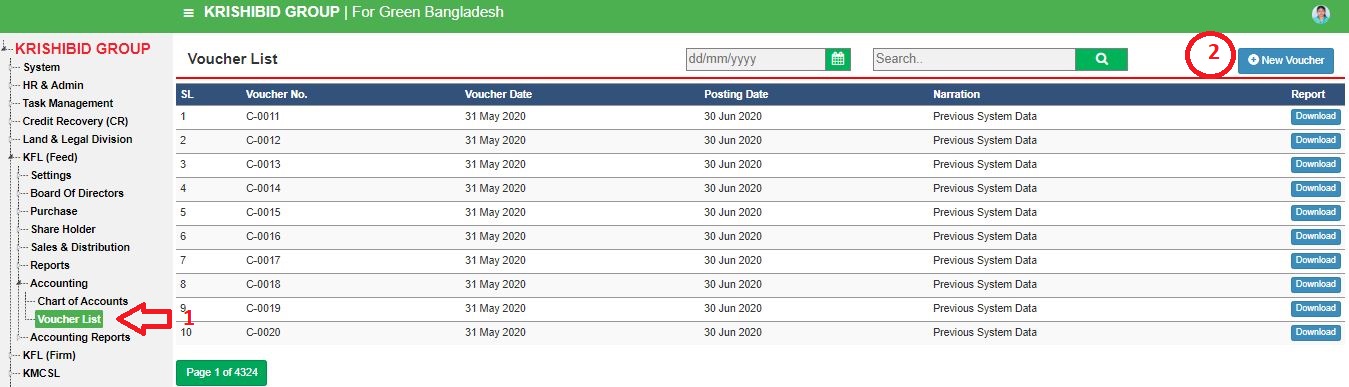 KRISHIBID GROUP | For Green Bangladesh
KRISHIBID GROUP
System
HR & Admin
Task Management
Credit Recovery (CR)
Land & Legal Division
KFL (Feed)
Settings
Board Of Directors
Purchase
Share Holder
Sales & Distribution
Reports
Accounting
Chart of Accounts
Voucher List 1
Accounting Reports
KFL (Firm)
KMCSL
Voucher List dd/mm/yyyy Search.. 2 New Voucher
SL Voucher No. Voucher Date Posting Date Narration Report
1 C-0011 31 May 2020 30 Jun 2020 Previous System Data Download
2 C-0012 31 May 2020 30 Jun 2020 Previous System Data Download
3 C-0013 31 May 2020 30 Jun 2020 Previous System Data Download
4 C-0014 31 May 2020 30 Jun 2020 Previous System Data Download
5 C-0015 31 May 2020 30 Jun 2020 Previous System Data Download
6 C-0016 31 May 2020 30 Jun 2020 Previous System Data Download
7 C-0017 31 May 2020 30 Jun 2020 Previous System Data Download
8 C-0018 31 May 2020 30 Jun 2020 Previous System Data Download
9 C-0019 31 May 2020 30 Jun 2020 Previous System Data Download
10 C-0020 31 May 2020 30 Jun 2020 Previous System Data Download
Page 1 of 4324